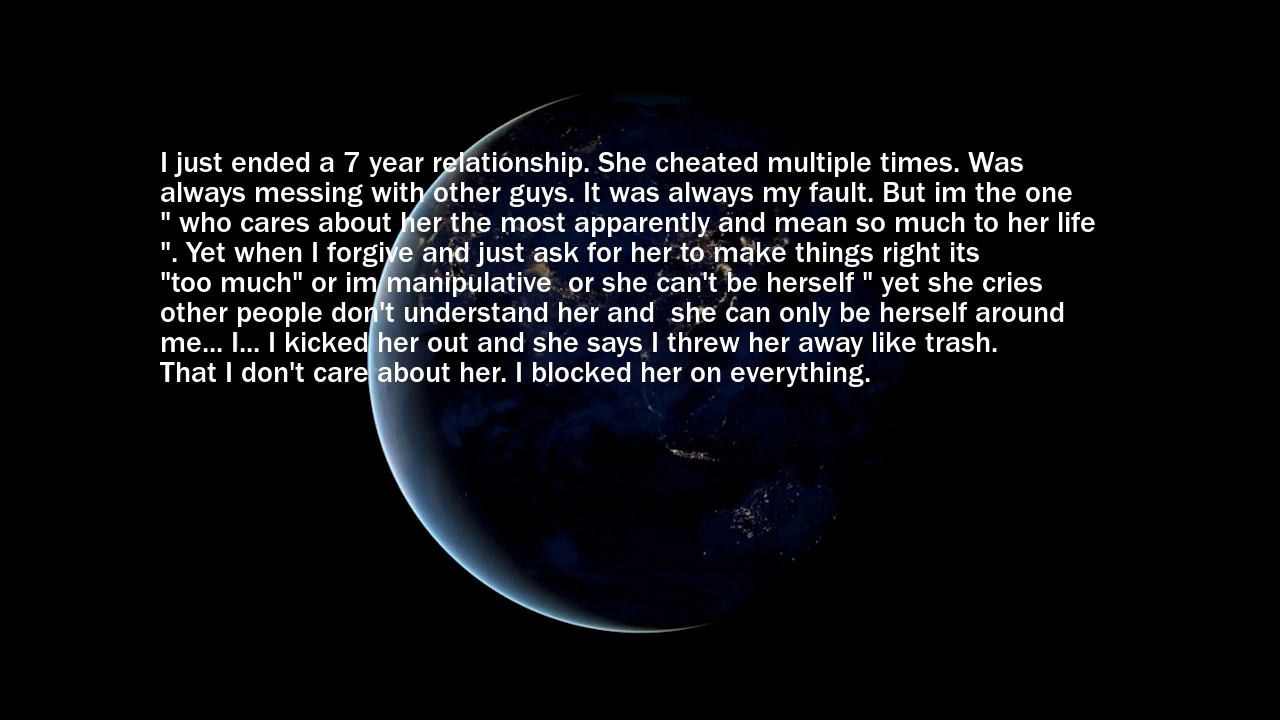 I just ended a 7 year relationship. She cheated multiple times. Was
always messing with other guys. It was always my fault. But im the one
" who cares about her the most apparently and mean so much to her life
". Yet when I forgive and just ask for her to make things right its
"too much" or im manipulative  or she can't be herself " yet she cries
other people don't understand her and  she can only be herself around
me... I... I kicked her out and she says I threw her away like trash.
That I don't care about her. I blocked her on everything.